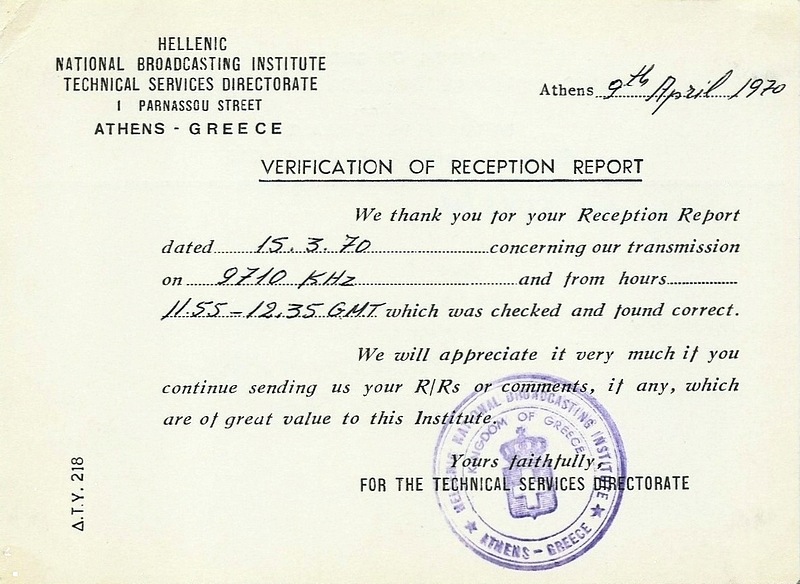 HELLENIC
NATIONAL BROADCASTING INSTITUTE
TECHNICAL SERVICES DIRECTORATE
1 PARNASSOU STREET
ATHENS - GREECE
Athens 9th April 1970
VERIFICATION OF RECEPTION REPORT
We thank you for your Reception Report
dated 15.3.70 concerning our transmission
on 9710 KHz and from hours
11.55-12.35 GMT which was checked and found correct.
We will appreciate it very much if you
continue sending us your R/Rs or comments, if any, which
are of great value to this Institute.
Yours faithfully,
FOR THE TECHNICAL SERVICES DIRECTORATE
HELLENIC NATIONAL BROADCASTING INSTITUTE
KINGDOM OF GREECE
★ ATHENS - GREECE ★
Δ.Τ.Υ. 218